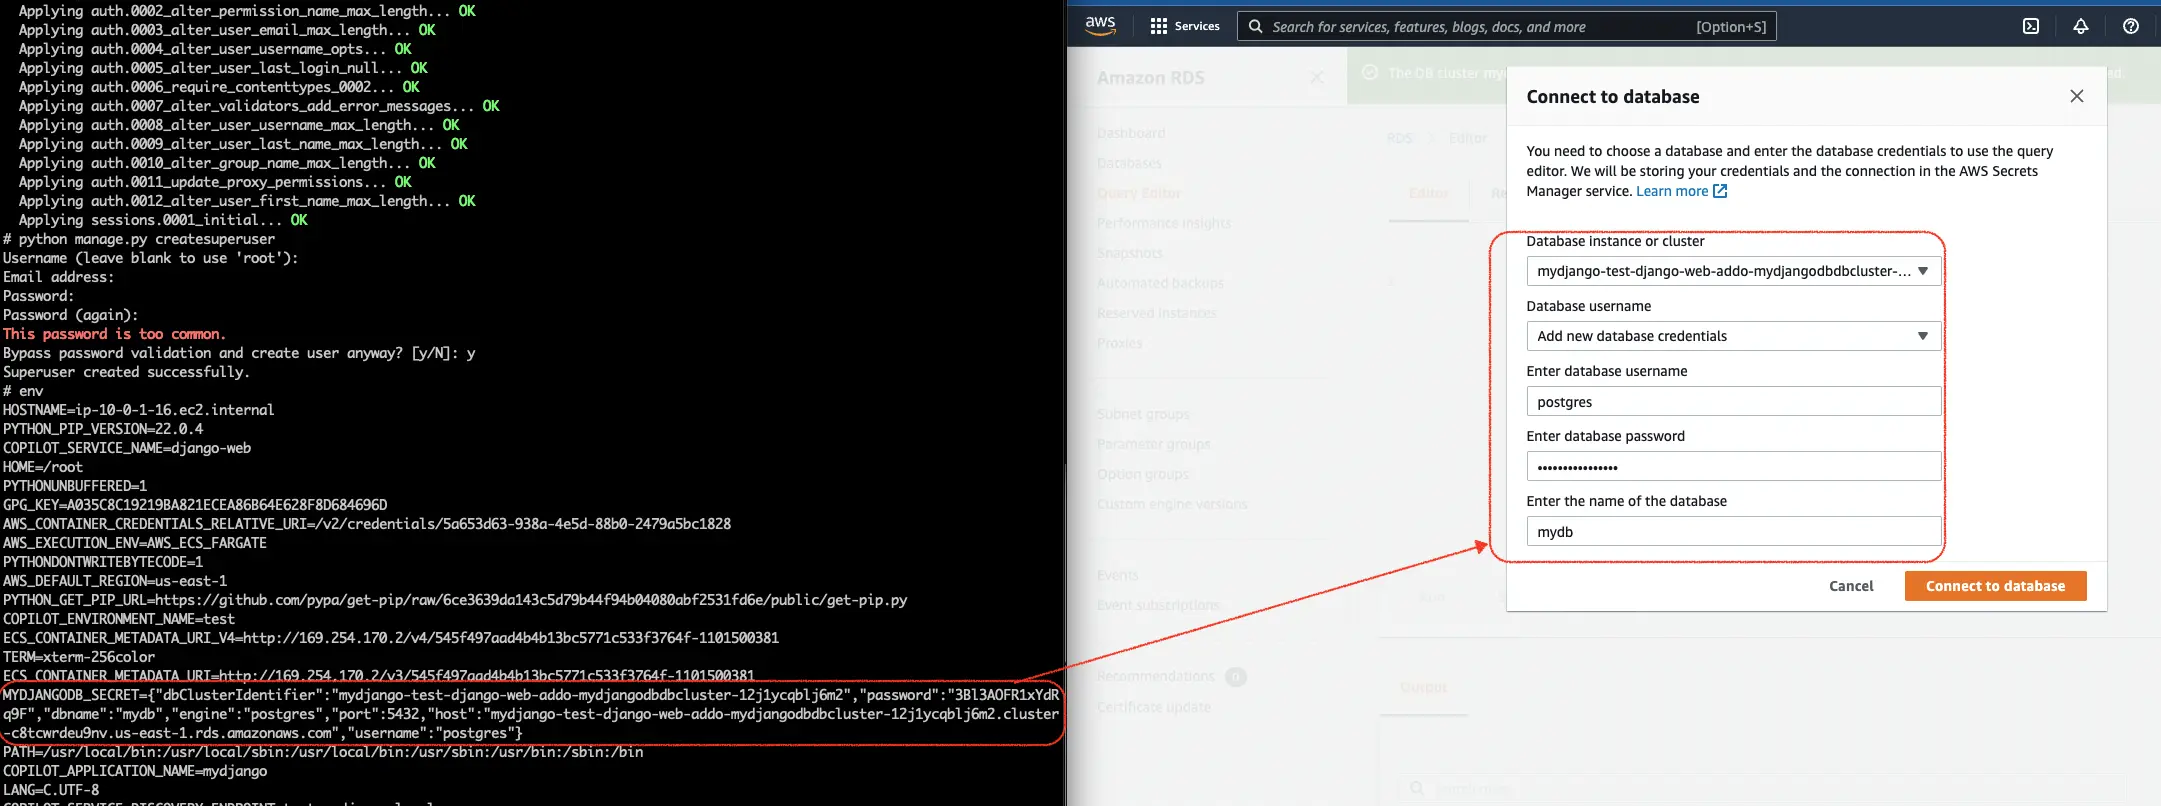 Applying auth.0002_alter_permission_name_max_length... OK
Applying auth.0003_alter_user_email_max_length... OK
Applying auth.0004_alter_user_username_opts... OK
Applying auth.0005_alter_user_last_login_null... OK
Applying auth.0006_require_contenttypes_0002... OK
Applying auth.0007_alter_validators_add_error_messages... OK
Applying auth.0008_alter_user_username_max_length... OK
Applying auth.0009_alter_user_last_name_max_length... OK
Applying auth.0010_alter_group_name_max_length... OK
Applying auth.0011_update_proxy_permissions... OK
Applying auth.0012_alter_user_first_name_max_length... OK
Applying sessions.0001_initial... OK
# python manage.py createsuperuser
Username (leave blank to use 'root'):
Email address:
Password:
Password (again):
This password is too common.
Bypass password validation and create user anyway? [y/N]: y
Superuser created successfully.
# env
HOSTNAME=ip-10-0-1-16.ec2.internal
PYTHON_PIP_VERSION=22.0.4
COPILOT_SERVICE_NAME=django-web
HOME=/root
PYTHONUNBUFFERED=1
GPG_KEY=A035C8C19219BA821ECEA86B64E628F8D684696D
AWS_CONTAINER_CREDENTIALS_RELATIVE_URI=/v2/credentials/5a653d63-938a-4e5d-88b0-2479a5bc1828
AWS_EXECUTION_ENV=AWS_ECS_FARGATE
PYTHONDONTWRITEBYTECODE=1
AWS_DEFAULT_REGION=us-east-1
PYTHON_GET_PIP_URL=https://github.com/pypa/get-pip/raw/6ce3639da143c5d79b44f94b04080abf2531fd6e/public/get-pip.py
COPILOT_ENVIRONMENT_NAME=test
ECS_CONTAINER_METADATA_URI_V4=http://169.254.170.2/v4/545f497aad4b4b13bc5771c533f3764f-1101500381
TERM=xterm-256color
ECS_CONTAINER_METADATA_URI=http://169.254.170.2/v3/545f497aad4b4b13bc5771c533f3764f-1101500381
MYDJANGODB_SECRET={"dbClusterIdentifier":"mydjango-test-django-web-addo-mydjangodbdbcluster-12j1ycqblj6m2","password":"3Bl3AOFR1xYdR
q9F","dbname":"mydb","engine":"postgres","port":5432,"host":"mydjango-test-django-web-addo-mydjangodbdbcluster-12j1ycqblj6m2.cluster
-c8tcwrdeu9nv.us-east-1.rds.amazonaws.com","username":"postgres"}
PATH=/usr/local/bin:/usr/local/sbin:/usr/local/bin:/usr/sbin:/usr/bin:/sbin:/bin
COPILOT_APPLICATION_NAME=mydjango
LANG=C.UTF-8
aws
Services
Search for services, features, blogs, docs, and more
[Option+S]
Amazon RDS
The DB cluster
Dashboard
Databases
Query Editor
Performance insights
Snapshots
Automated backups
Reserved instances
Proxies
Subnet groups
Parameter groups
Option groups
Custom engine versions
Events
Event subscriptions
Recommendations 0
Certificate update
RDS
Editor
Editor
Output
Connect to database
You need to choose a database and enter the database credentials to use the query
editor. We will be storing your credentials and the connection in the AWS Secrets
Manager service. Learn more
Database instance or cluster
mydjango-test-django-web-addo-mydjangodbdbcluster-...
Database username
Add new database credentials
Enter database username
postgres
Enter database password
••••••••••••••••
Enter the name of the database
mydb
Cancel
Connect to database